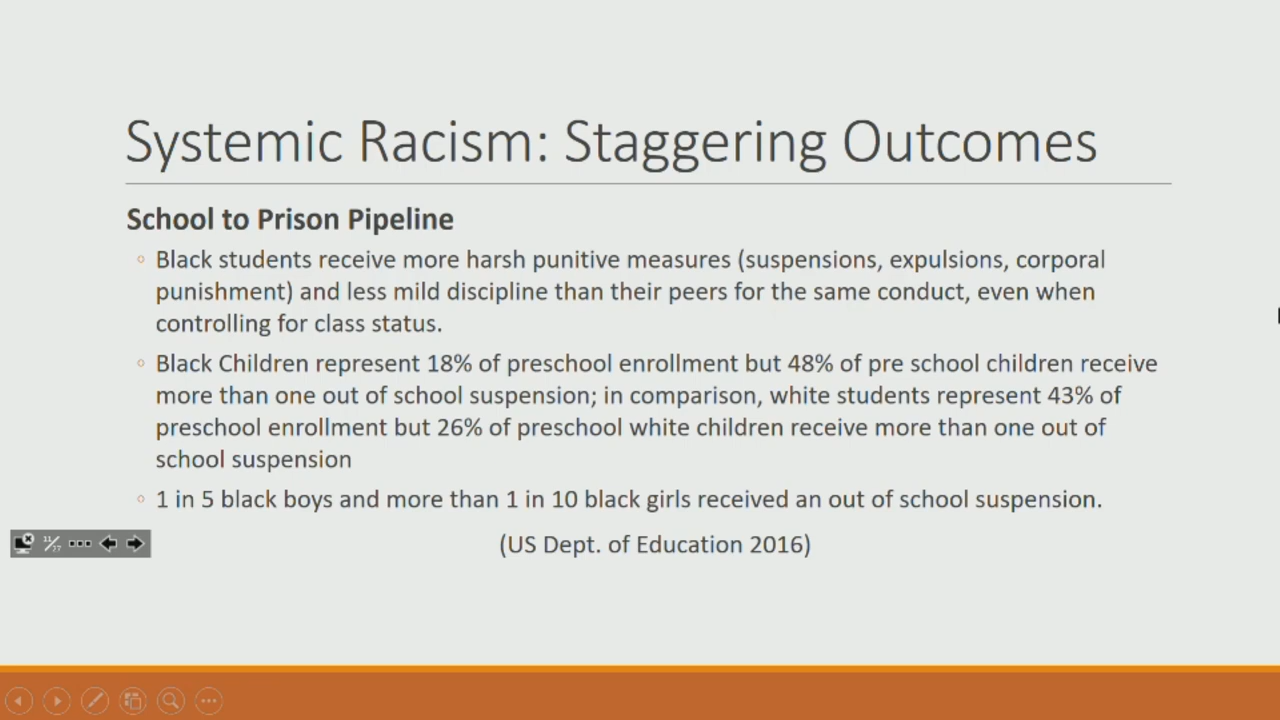 Systemic Racism: Staggering Outcomes
School to Prison Pipeline
◦ Black students receive more harsh punitive measures (suspensions, expulsions, corporal
punishment) and less mild discipline than their peers for the same conduct, even when
controlling for class status.
◦ Black Children represent 18% of preschool enrollment but 48% of pre school children receive
more than one out of school suspension; in comparison, white students represent 43% of
preschool enrollment but 26% of preschool white children receive more than one out of
school suspension
◦ 1 in 5 black boys and more than 1 in 10 black girls received an out of school suspension.
11/27
(US Dept. of Education 2016)